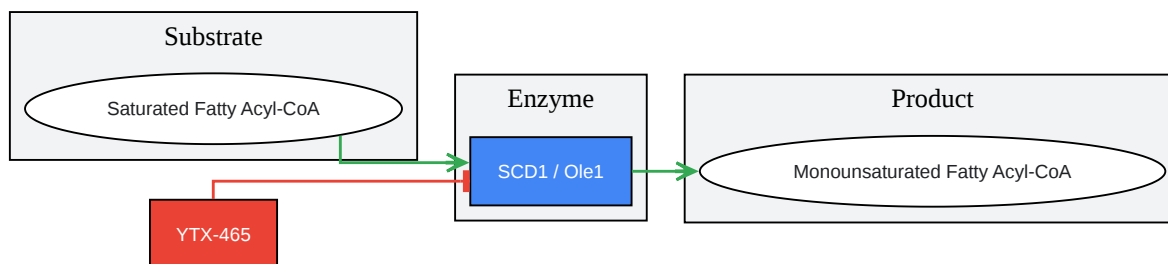 Substrate
Saturated Fatty Acyl-CoA
Enzyme
SCD1 / Ole1
Product
Monounsaturated Fatty Acyl-CoA
YTX-465